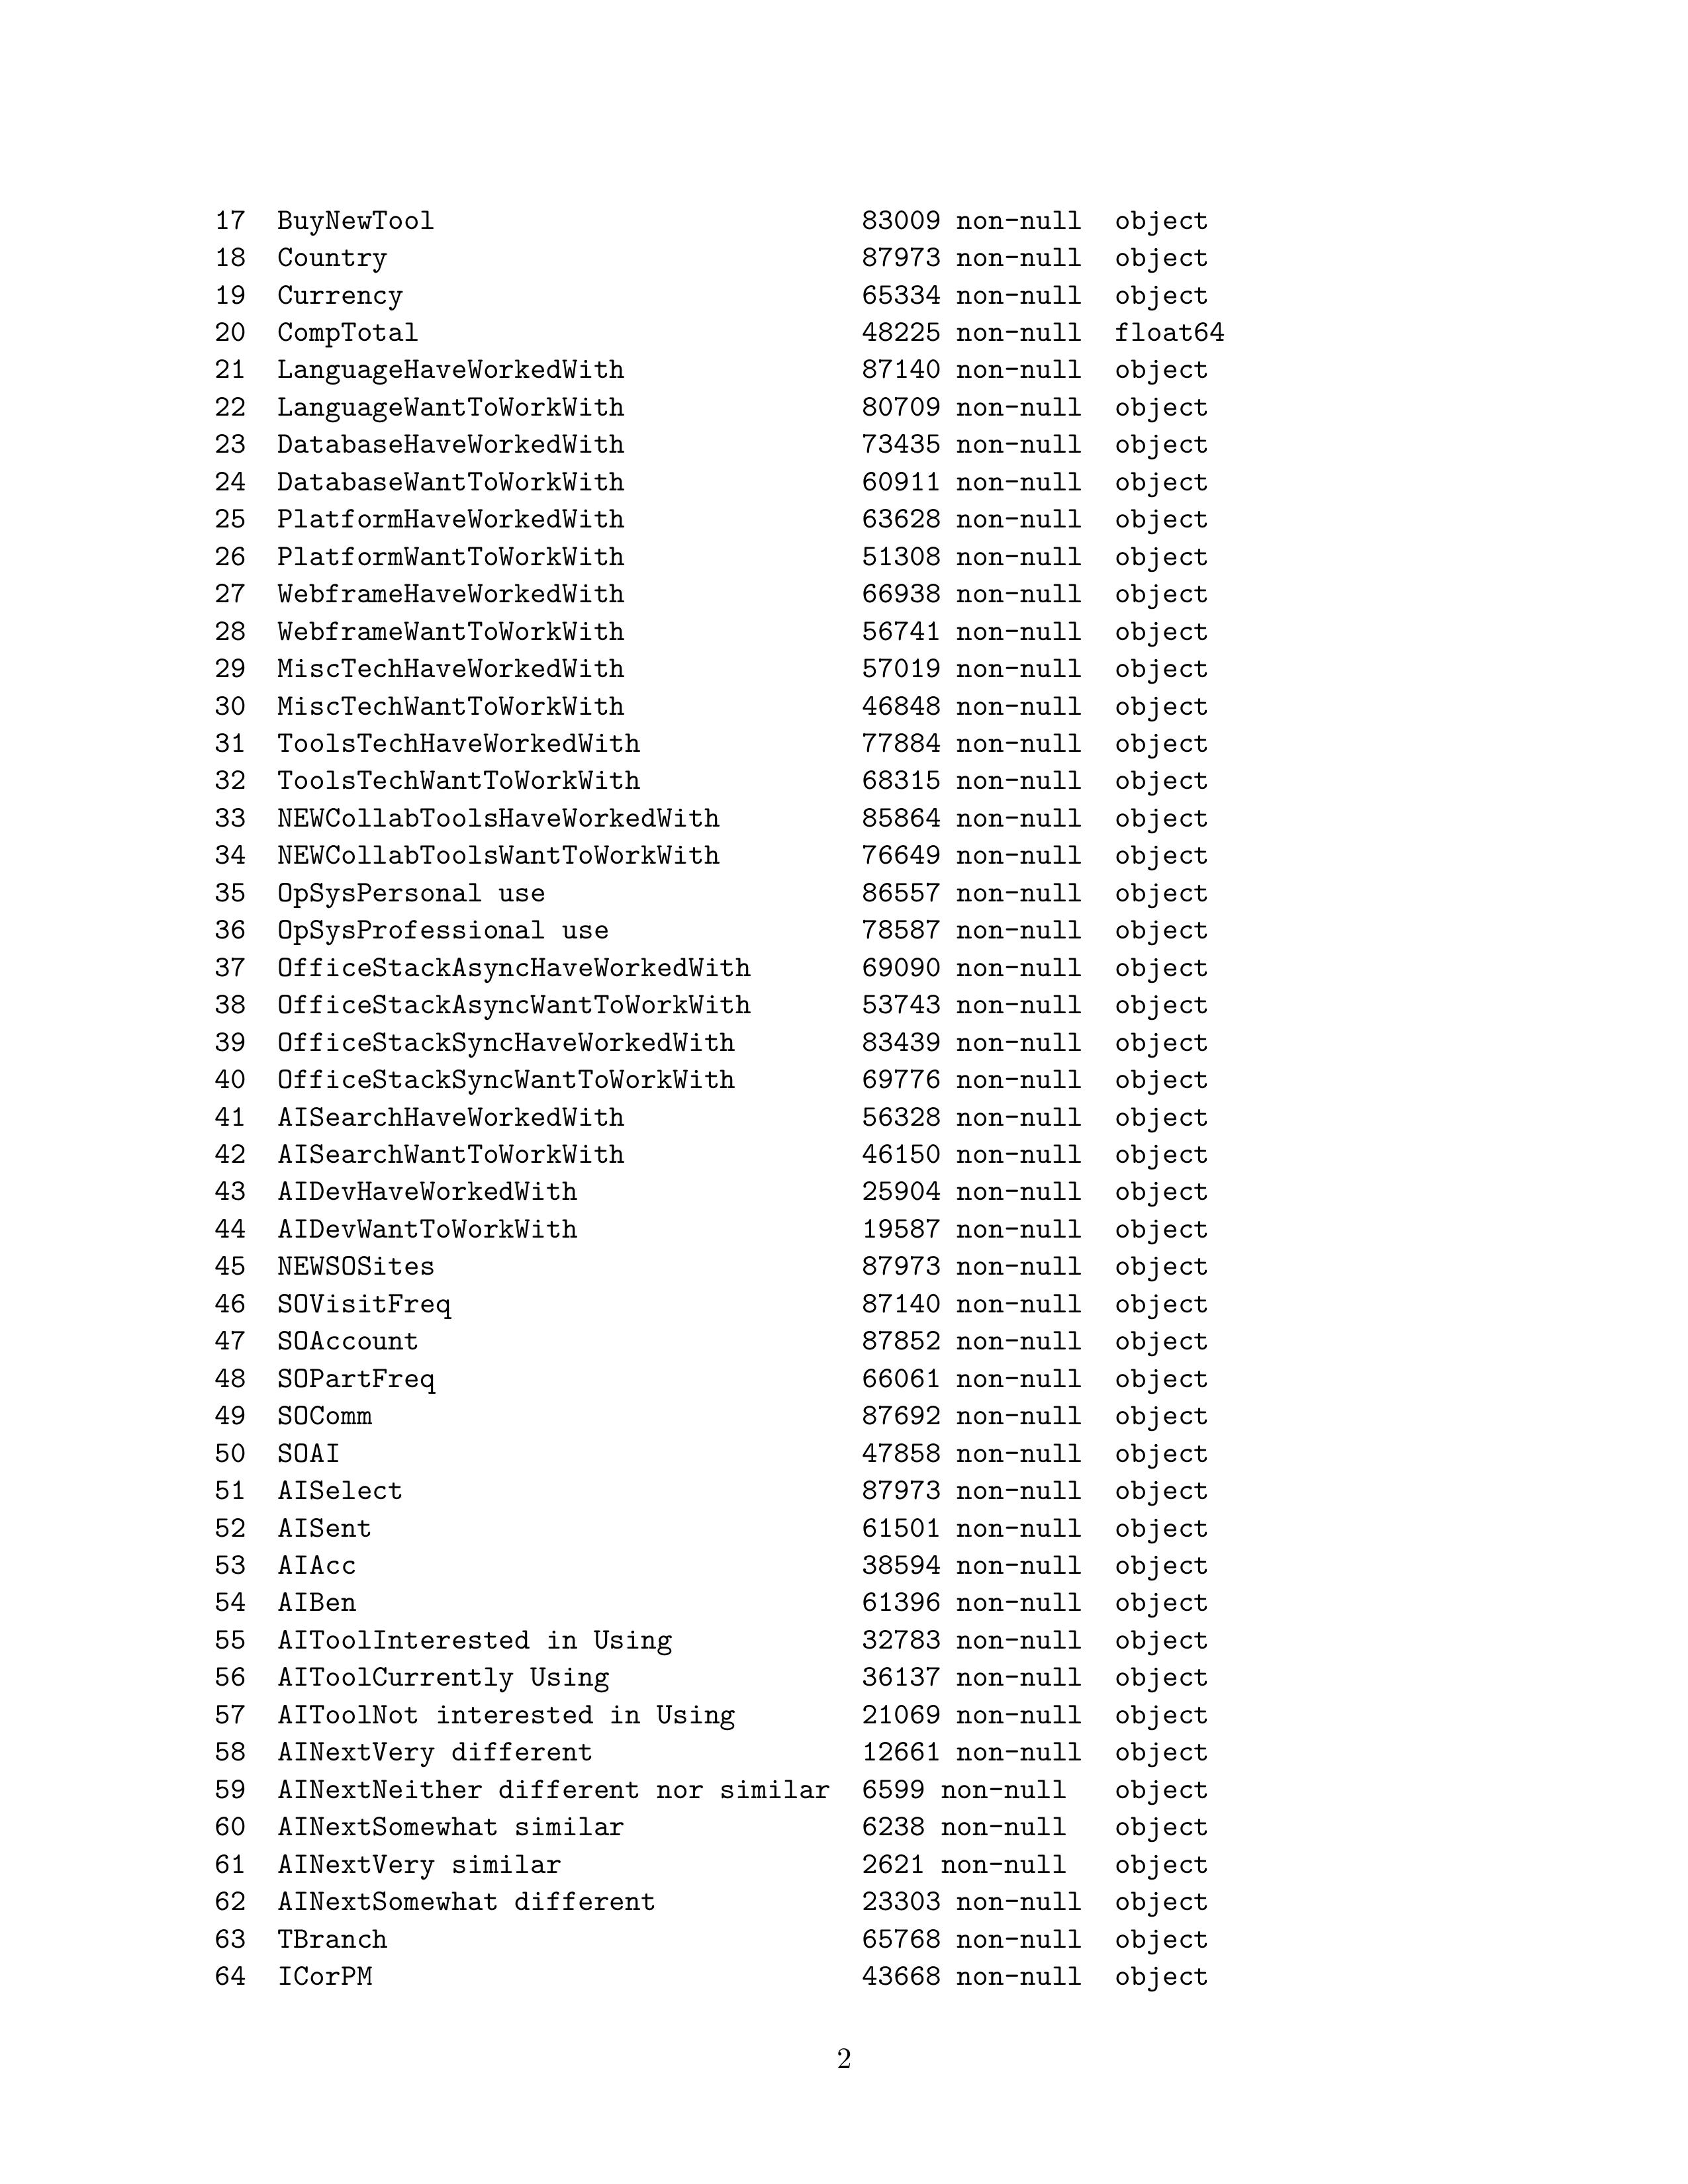 17  BuyNewTool                           83009 non-null  object
18  Country                              87973 non-null  object
19  Currency                             65334 non-null  object
20  CompTotal                            48225 non-null  float64
21  LanguageHaveWorkedWith               87140 non-null  object
22  LanguageWantToWorkWith               80709 non-null  object
23  DatabaseHaveWorkedWith               73435 non-null  object
24  DatabaseWantToWorkWith               60911 non-null  object
25  PlatformHaveWorkedWith               63628 non-null  object
26  PlatformWantToWorkWith               51308 non-null  object
27  WebframeHaveWorkedWith               66938 non-null  object
28  WebframeWantToWorkWith               56741 non-null  object
29  MiscTechHaveWorkedWith               57019 non-null  object
30  MiscTechWantToWorkWith               46848 non-null  object
31  ToolsTechHaveWorkedWith              77884 non-null  object
32  ToolsTechWantToWorkWith              68315 non-null  object
33  NEWCollabToolsHaveWorkedWith         85864 non-null  object
34  NEWCollabToolsWantToWorkWith         76649 non-null  object
35  OpSysPersonal use                    86557 non-null  object
36  OpSysProfessional use                78587 non-null  object
37  OfficeStackAsyncHaveWorkedWith       69090 non-null  object
38  OfficeStackAsyncWantToWorkWith       53743 non-null  object
39  OfficeStackSyncHaveWorkedWith        83439 non-null  object
40  OfficeStackSyncWantToWorkWith        69776 non-null  object
41  AISearchHaveWorkedWith               56328 non-null  object
42  AISearchWantToWorkWith               46150 non-null  object
43  AIDevHaveWorkedWith                  25904 non-null  object
44  AIDevWantToWorkWith                  19587 non-null  object
45  NEWSOSites                           87973 non-null  object
46  SOVisitFreq                          87140 non-null  object
47  SOAccount                            87852 non-null  object
48  SOPartFreq                           66061 non-null  object
49  SOComm                               87692 non-null  object
50  SOAI                                 47858 non-null  object
51  AISelect                             87973 non-null  object
52  AISent                               61501 non-null  object
53  AIAcc                                38594 non-null  object
54  AIBen                                61396 non-null  object
55  AIToolInterested in Using            32783 non-null  object
56  AIToolCurrently Using                36137 non-null  object
57  AIToolNot interested in Using        21069 non-null  object
58  AINextVery different                 12661 non-null  object
59  AINextNeither different nor similar  6599 non-null   object
60  AINextSomewhat similar               6238 non-null   object
61  AINextVery similar                   2621 non-null   object
62  AINextSomewhat different             23303 non-null  object
63  TBranch                              65768 non-null  object
64  ICorPM                               43668 non-null  object
2